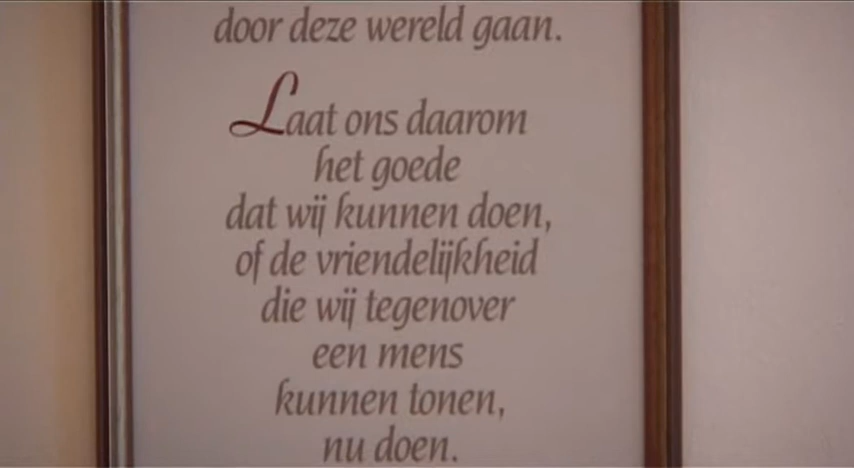 door deze wereld gaan.
Laat ons daarom
het goede
dat wij kunnen doen,
of de vriendelijkheid
die wij tegenover
een mens
kunnen tonen,
nu doen.